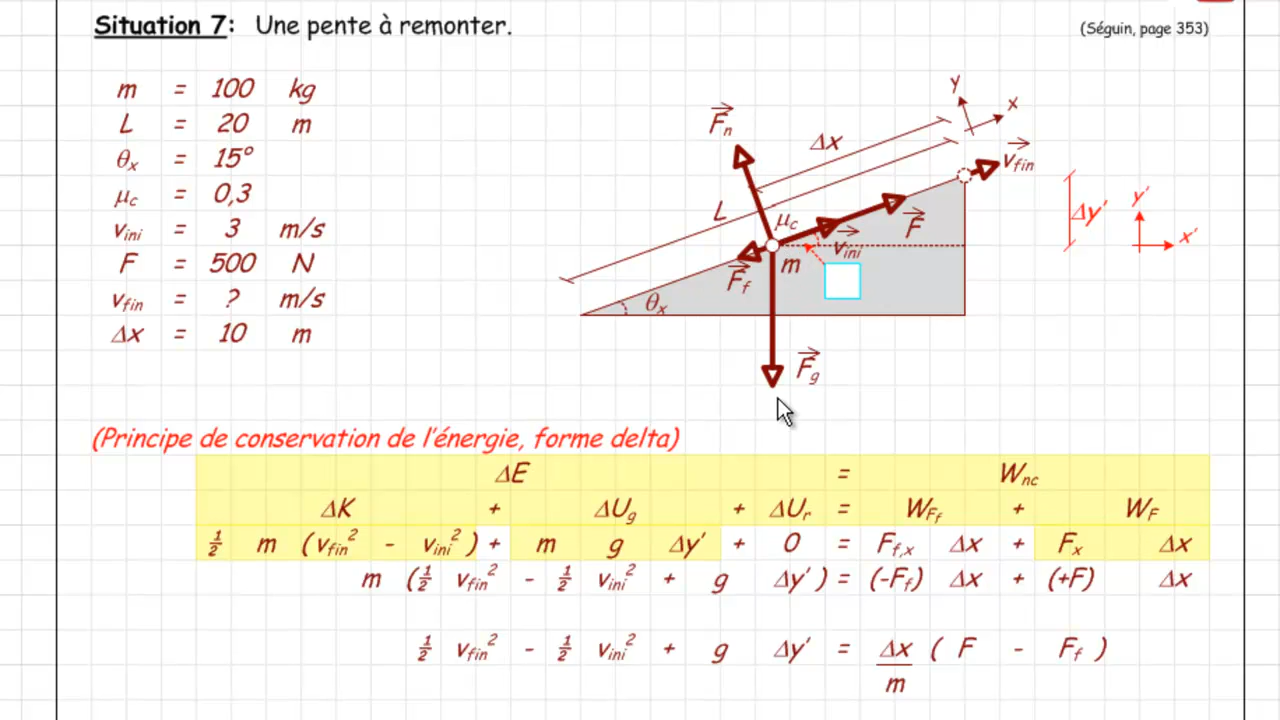 Situation 7: Une pente à remonter.
(Séguin, page 353)
m = 100 kg
L = 20 m
θx = 15°
μc = 0,3
vini = 3 m/s
F = 500 N
vfin = ? m/s
Δx = 10 m
y
x
Fn
Δx
vfin
L
μc
F
vini
Ff
m
θx
Fg
Δy'
y'
x'
(Principe de conservation de l'énergie, forme delta)
ΔE = Wnc
ΔK + ΔUg + ΔUr = WFf + WF
½ m (vfin² - vini²) + m g Δy' + 0 = Ff,x Δx + Fx Δx
m (½ vfin² - ½ vini² + g Δy') = (-Ff) Δx + (+F) Δx
½ vfin² - ½ vini² + g Δy' = Δx ( F - Ff )
m